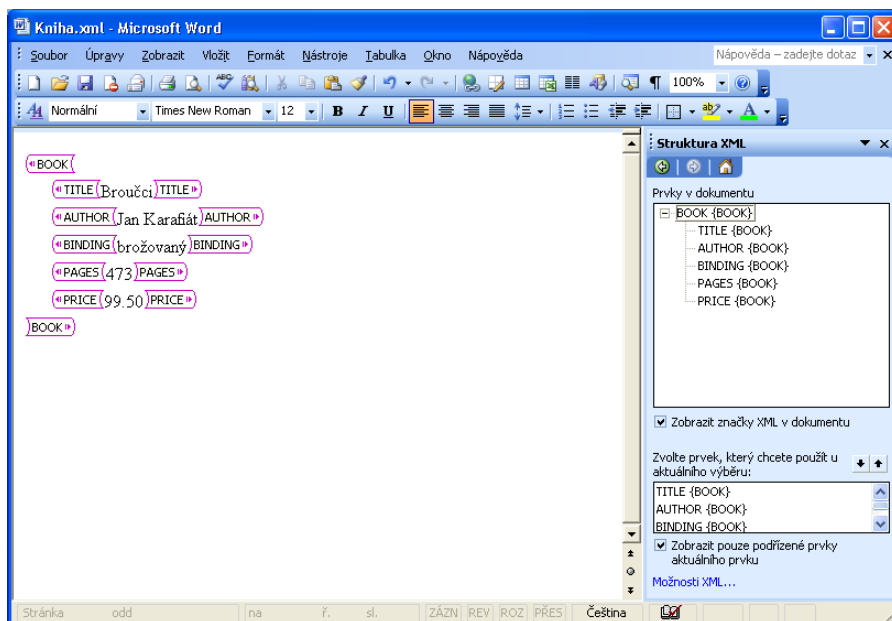 Kniha.xml - Microsoft Word
Soubor Úpravy Zobrazit Vložit Formát Nástroje Tabulka Okno Nápověda Nápověda – zadejte dotaz
100%
Normální Times New Roman 12 B I U
BOOK
TITLE Broučci TITLE
AUTHOR Jan Karafiát AUTHOR
BINDING brožovaný BINDING
PAGES 473 PAGES
PRICE 99.50 PRICE
BOOK
Struktura XML
Prvky v dokumentu
BOOK {BOOK}
TITLE {BOOK}
AUTHOR {BOOK}
BINDING {BOOK}
PAGES {BOOK}
PRICE {BOOK}
Zobrazit značky XML v dokumentu
Zvolte prvek, který chcete použít u
aktuálního výběru:
TITLE {BOOK}
AUTHOR {BOOK}
BINDING {BOOK}
Zobrazit pouze podřízené prvky
aktuálního prvku
Možnosti XML...
Stránka odd na ř. sl. ZÁZN REV ROZ PŘES Čeština